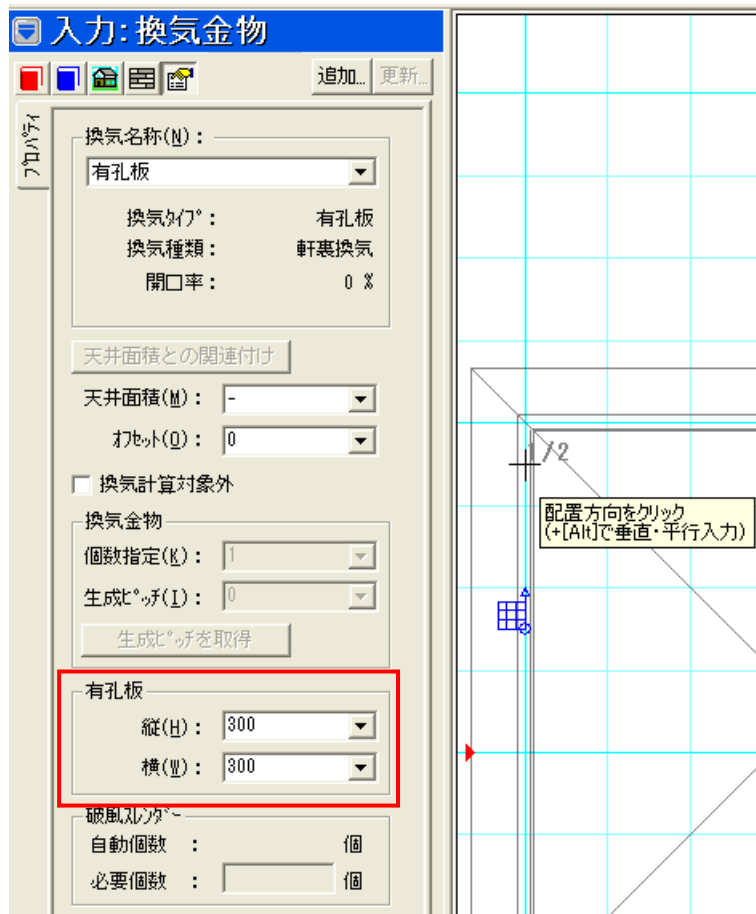 入力:換気金物
追加... 更新...
プロパティ
換気名称(N):
有孔板
換気タイプ: 有孔板
換気種類: 軒裏換気
開口率: 0 %
天井面積との関連付け
天井面積(M): -
オフセット(O): 0
換気計算対象外
換気金物
個数指定(K): 1
生成ピッチ(I): 0
生成ピッチを取得
有孔板
縦(H): 300
横(W): 300
破風スレンダー
自動個数 : 個
必要個数 : 個
1/2
配置方向をクリック
(+[Alt]で垂直・平行入力)